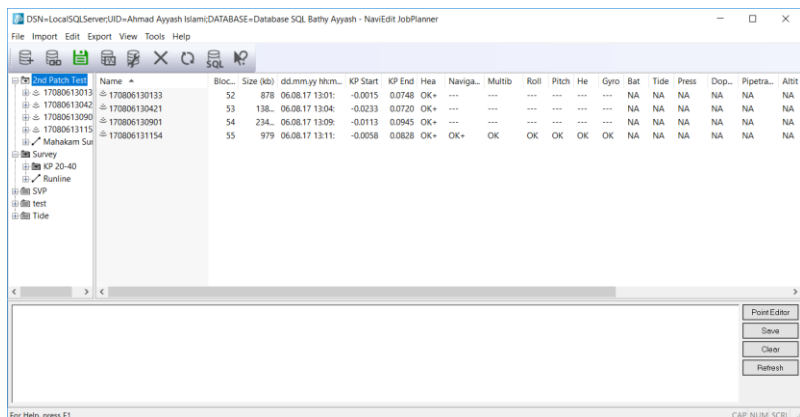 DSN=LocalSQLServer;UID=Ahmad Ayyash Islami;DATABASE=Database SQL Bathy Ayyash - NaviEdit JobPlanner
File Import Edit Export View Tools Help
SQL
2nd Patch Test
17080613013
17080613042
17080613090
17080613115
Mahakam Sur
Survey
KP 20-40
Runline
SVP
test
Tide
Name Bloc... Size (kb) dd.mm.yy hh:m... KP Start KP End Hea Naviga... Multib Roll Pitch He Gyro Bat Tide Press Dop... Pipetra... Altit
170806130133 52 878 06.08.17 13:01: -0.0015 0.0748 OK+ --- --- --- --- --- --- NA NA NA NA NA NA
170806130421 53 138... 06.08.17 13:04: -0.0233 0.0720 OK+ --- --- --- --- --- --- NA NA NA NA NA NA
170806130901 54 234... 06.08.17 13:09: -0.0113 0.0945 OK+ --- --- --- --- --- --- NA NA NA NA NA NA
170806131154 55 979 06.08.17 13:11: -0.0058 0.0828 OK+ OK+ OK OK OK OK OK NA NA NA NA NA NA
Point Editor
Save
Clear
Refresh
For Help, press F1
CAP NUM SCRL